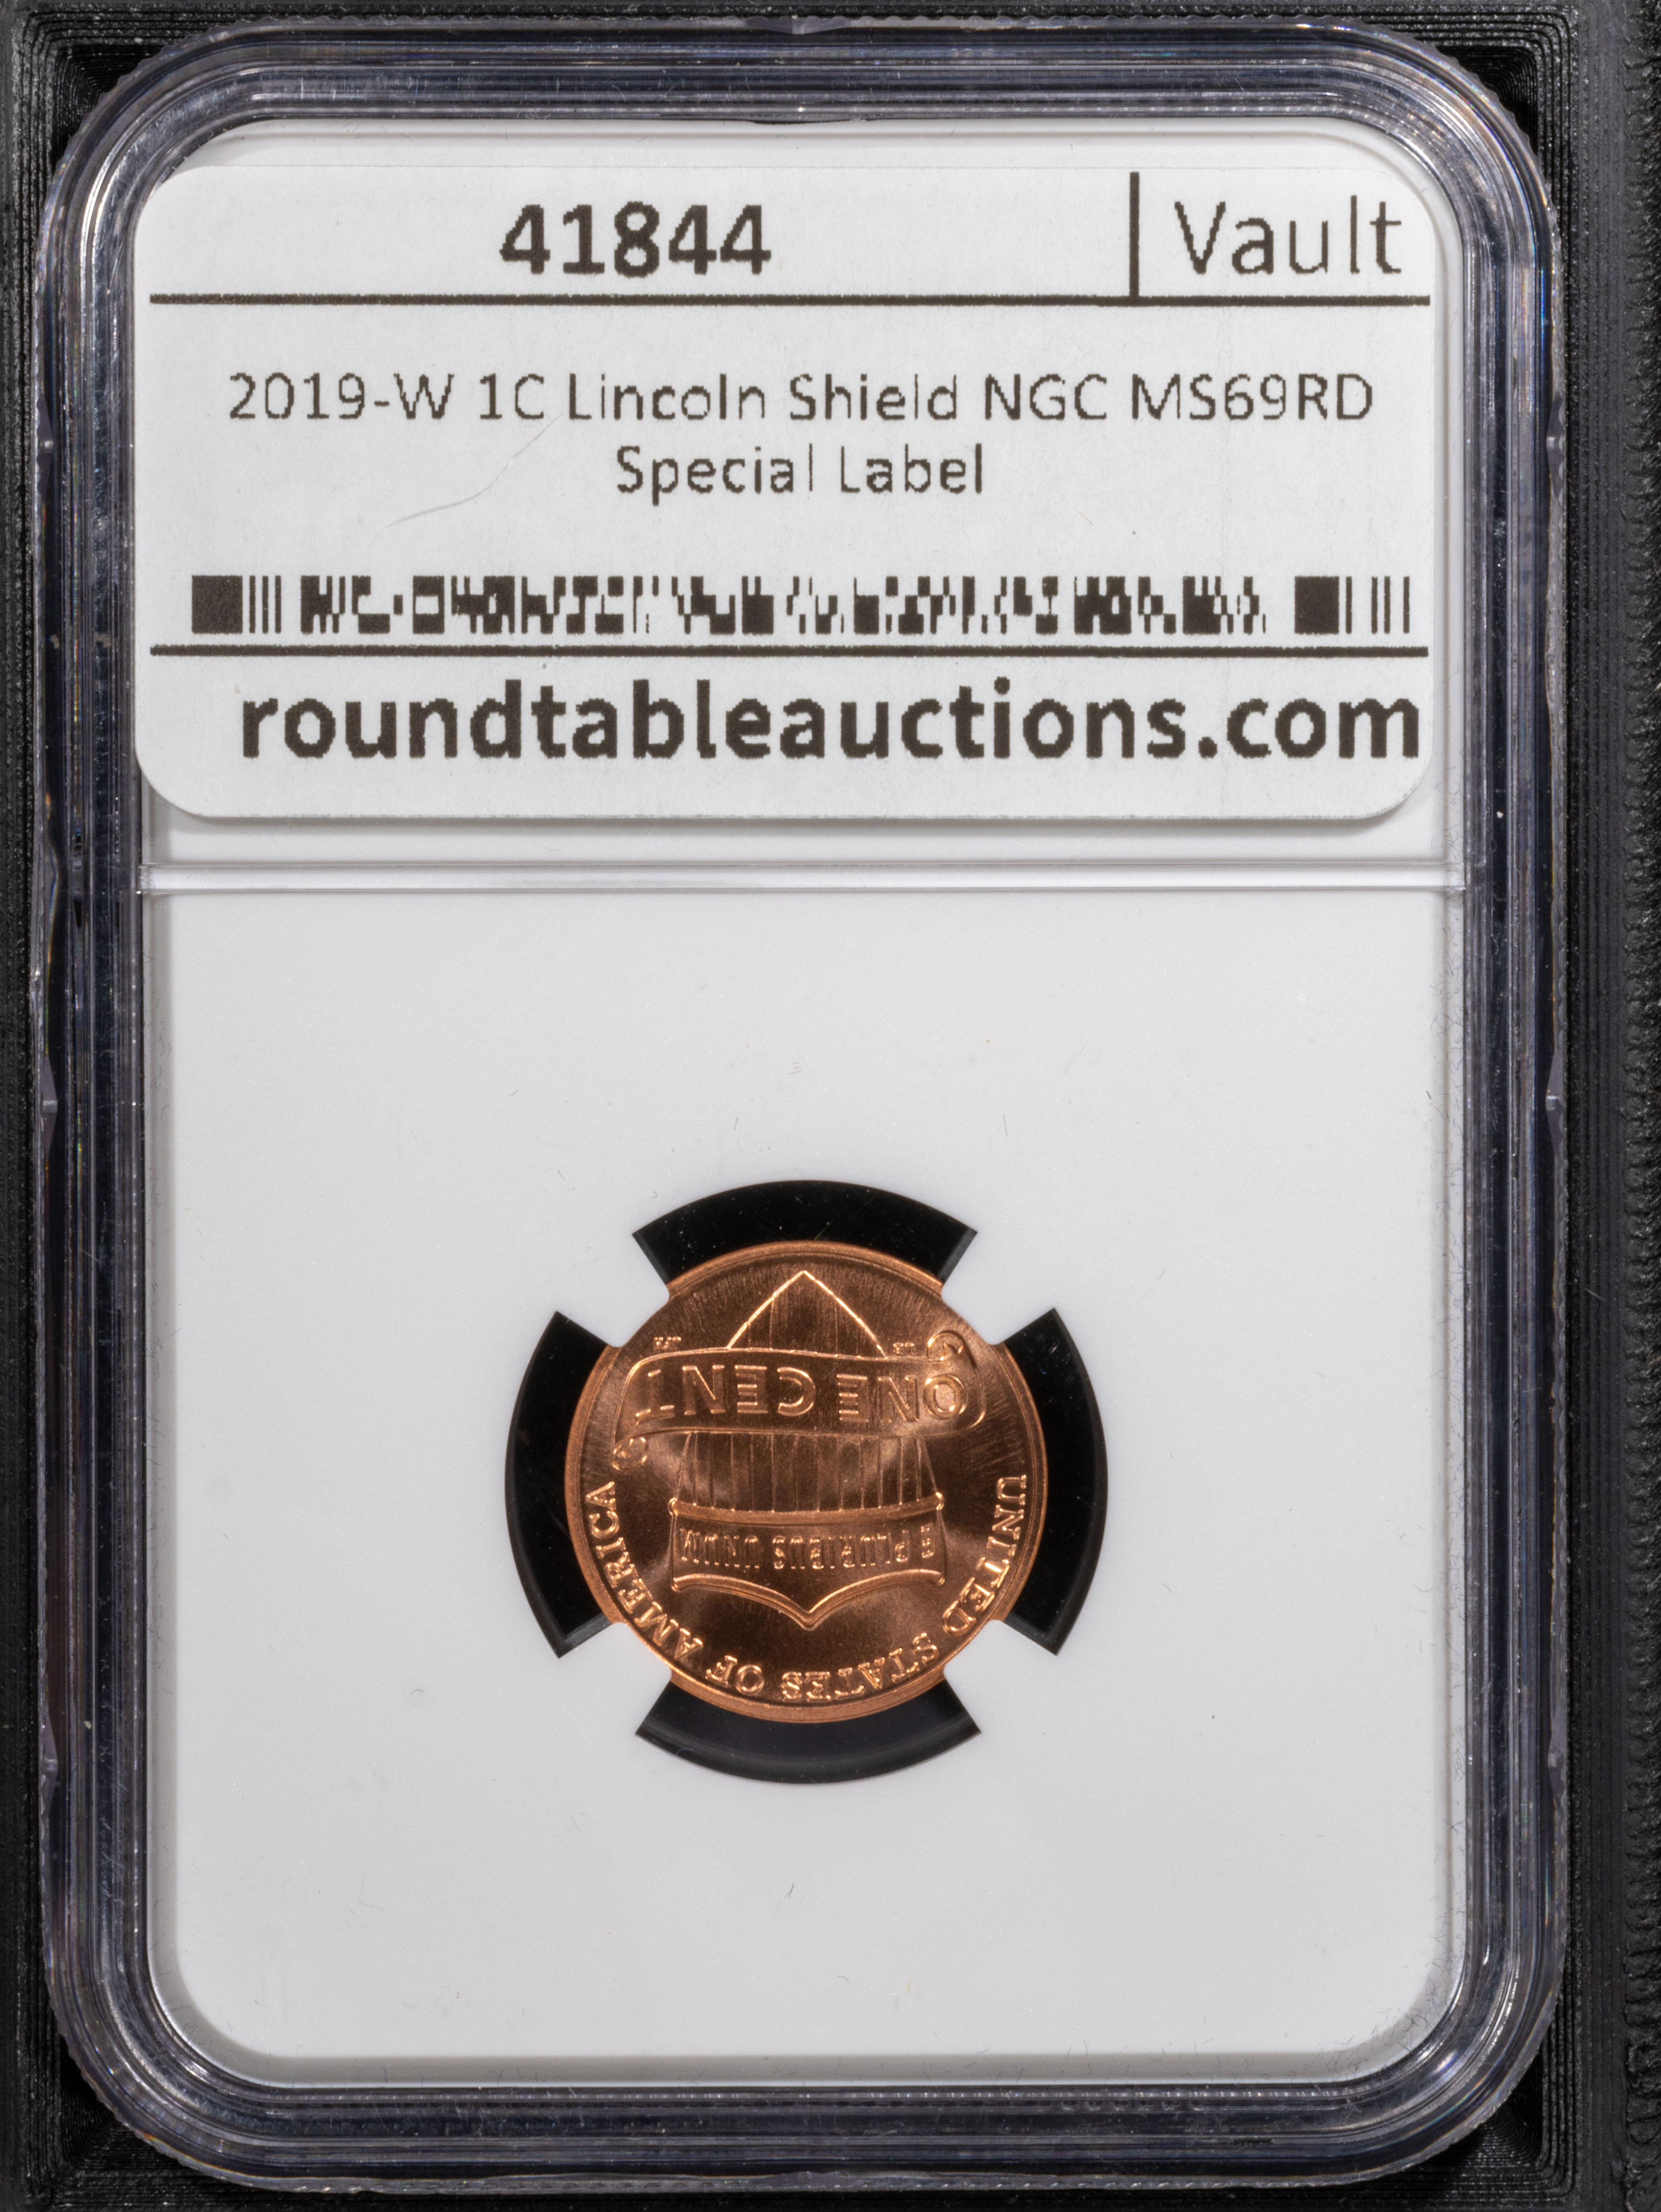 41844 | Vault
2019-W 1C Lincoln Shield NGC MS69RD
Special Label
roundtableauctions.com
ONE CENT
E PLURIBUS UNUM
UNITED STATES OF AMERICA